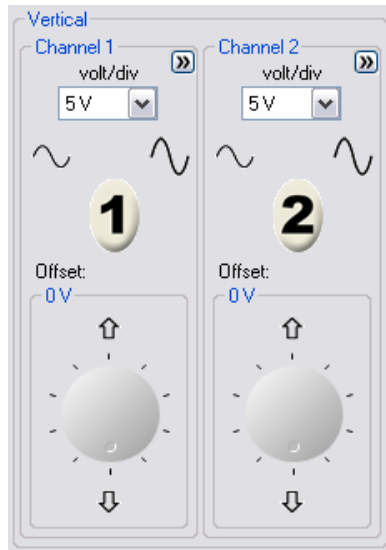 Vertical
Channel 1
volt/div
5 V
1
Offset:
0 V
Channel 2
volt/div
5 V
2
Offset:
0 V